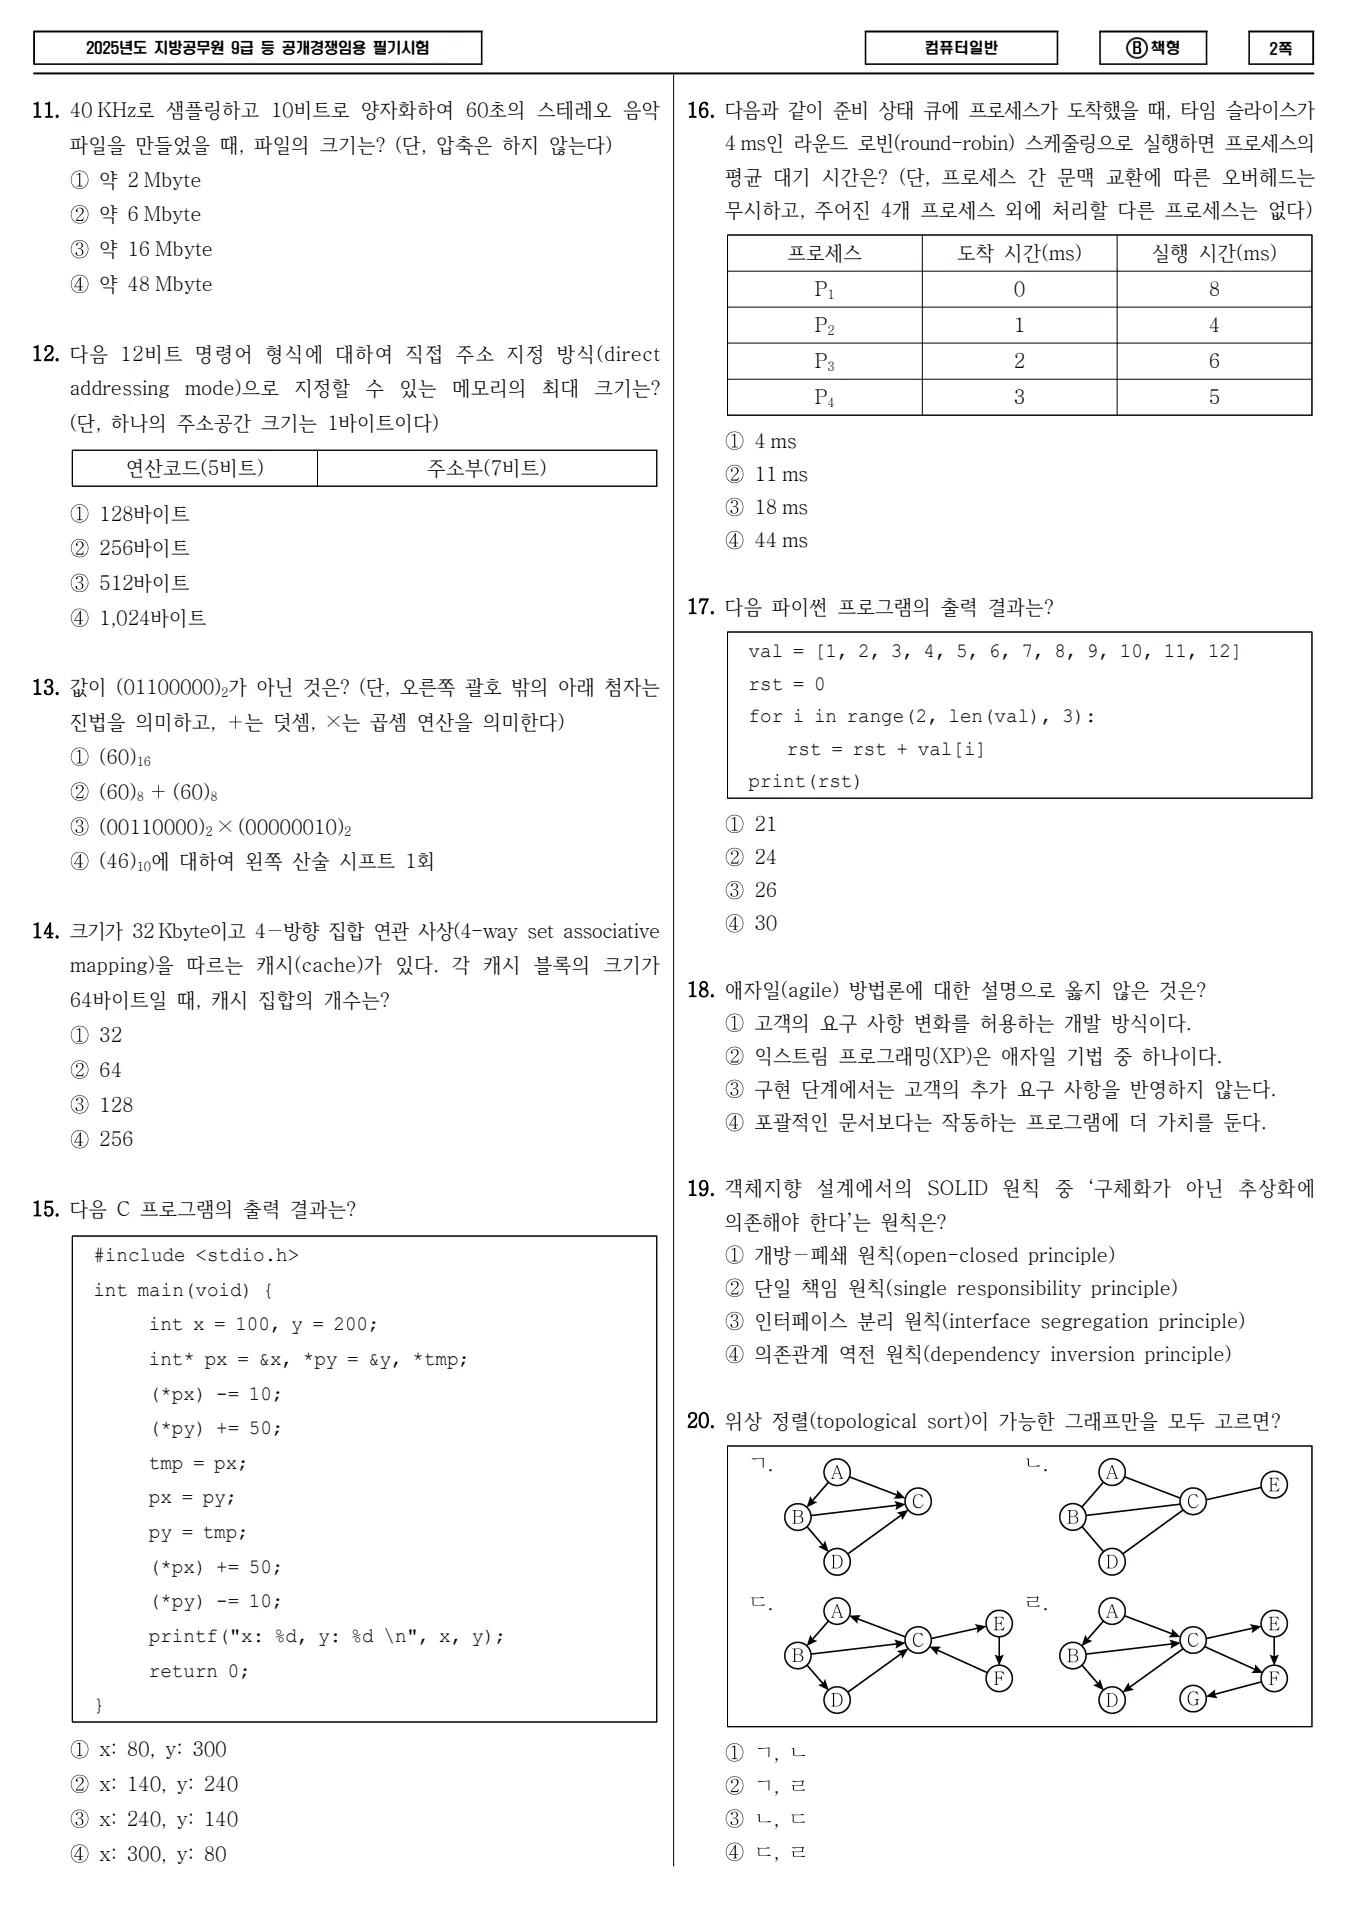 2025년도 지방공무원 9급 등 공개경쟁임용 필기시험
컴퓨터일반
Ⓑ책형
2쪽
11. 40 KHz로 샘플링하고 10비트로 양자화하여 60초의 스테레오 음악
파일을 만들었을 때, 파일의 크기는? (단, 압축은 하지 않는다)
① 약 2 Mbyte
② 약 6 Mbyte
③ 약 16 Mbyte
④ 약 48 Mbyte
12. 다음 12비트 명령어 형식에 대하여 직접 주소 지정 방식(direct
addressing mode)으로 지정할 수 있는 메모리의 최대 크기는?
(단, 하나의 주소공간 크기는 1바이트이다)
연산코드(5비트) 주소부(7비트)
① 128바이트
② 256바이트
③ 512바이트
④ 1,024바이트
13. 값이 (01100000)₂가 아닌 것은? (단, 오른쪽 괄호 밖의 아래 첨자는
진법을 의미하고, +는 덧셈, ×는 곱셈 연산을 의미한다)
① (60)₁₆
② (60)₈ + (60)₈
③ (00110000)₂ × (00000010)₂
④ (46)₁₀에 대하여 왼쪽 산술 시프트 1회
14. 크기가 32 Kbyte이고 4-방향 집합 연관 사상(4-way set associative
mapping)을 따르는 캐시(cache)가 있다. 각 캐시 블록의 크기가
64바이트일 때, 캐시 집합의 개수는?
① 32
② 64
③ 128
④ 256
15. 다음 C 프로그램의 출력 결과는?
#include <stdio.h>
int main(void) {
int x = 100, y = 200;
int* px = &x, *py = &y, *tmp;
(*px) -= 10;
(*py) += 50;
tmp = px;
px = py;
py = tmp;
(*px) += 50;
(*py) -= 10;
printf("x: %d, y: %d \n", x, y);
return 0;
}
① x: 80, y: 300
② x: 140, y: 240
③ x: 240, y: 140
④ x: 300, y: 80
16. 다음과 같이 준비 상태 큐에 프로세스가 도착했을 때, 타임 슬라이스가
4 ms인 라운드 로빈(round-robin) 스케줄링으로 실행하면 프로세스의
평균 대기 시간은? (단, 프로세스 간 문맥 교환에 따른 오버헤드는
무시하고, 주어진 4개 프로세스 외에 처리할 다른 프로세스는 없다)
프로세스 도착 시간(ms) 실행 시간(ms)
P₁ 0 8
P₂ 1 4
P₃ 2 6
P₄ 3 5
① 4 ms
② 11 ms
③ 18 ms
④ 44 ms
17. 다음 파이썬 프로그램의 출력 결과는?
val = [1, 2, 3, 4, 5, 6, 7, 8, 9, 10, 11, 12]
rst = 0
for i in range(2, len(val), 3):
rst = rst + val[i]
print(rst)
① 21
② 24
③ 26
④ 30
18. 애자일(agile) 방법론에 대한 설명으로 옳지 않은 것은?
① 고객의 요구 사항 변화를 허용하는 개발 방식이다.
② 익스트림 프로그래밍(XP)은 애자일 기법 중 하나이다.
③ 구현 단계에서는 고객의 추가 요구 사항을 반영하지 않는다.
④ 포괄적인 문서보다는 작동하는 프로그램에 더 가치를 둔다.
19. 객체지향 설계에서의 SOLID 원칙 중 ‘구체화가 아닌 추상화에
의존해야 한다’는 원칙은?
① 개방-폐쇄 원칙(open-closed principle)
② 단일 책임 원칙(single responsibility principle)
③ 인터페이스 분리 원칙(interface segregation principle)
④ 의존관계 역전 원칙(dependency inversion principle)
20. 위상 정렬(topological sort)이 가능한 그래프만을 모두 고르면?
ㄱ. A B C D
ㄴ. A B C D E
ㄷ. A B C D E F
ㄹ. A B C D E F G
① ㄱ, ㄴ
② ㄱ, ㄹ
③ ㄴ, ㄷ
④ ㄷ, ㄹ